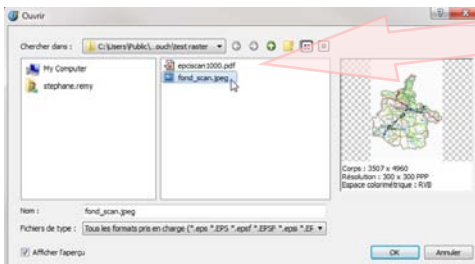 Ouvrir
Chercher dans : C:\Users\Public\...ouch\test raster
My Computer
stephane.remy
epciscan1000.pdf
fond_scan.jpeg
Corps : 3507 x 4960
Résolution : 300 x 300 PPP
Espace colorimétrique : RVB
Nom : fond_scan.jpeg
Fichiers de type : Tous les formats pris en charge (*.eps *.EPS *.epsf *.EPSF *.epsi *.EF
Afficher l'aperçu
OK
Annuler